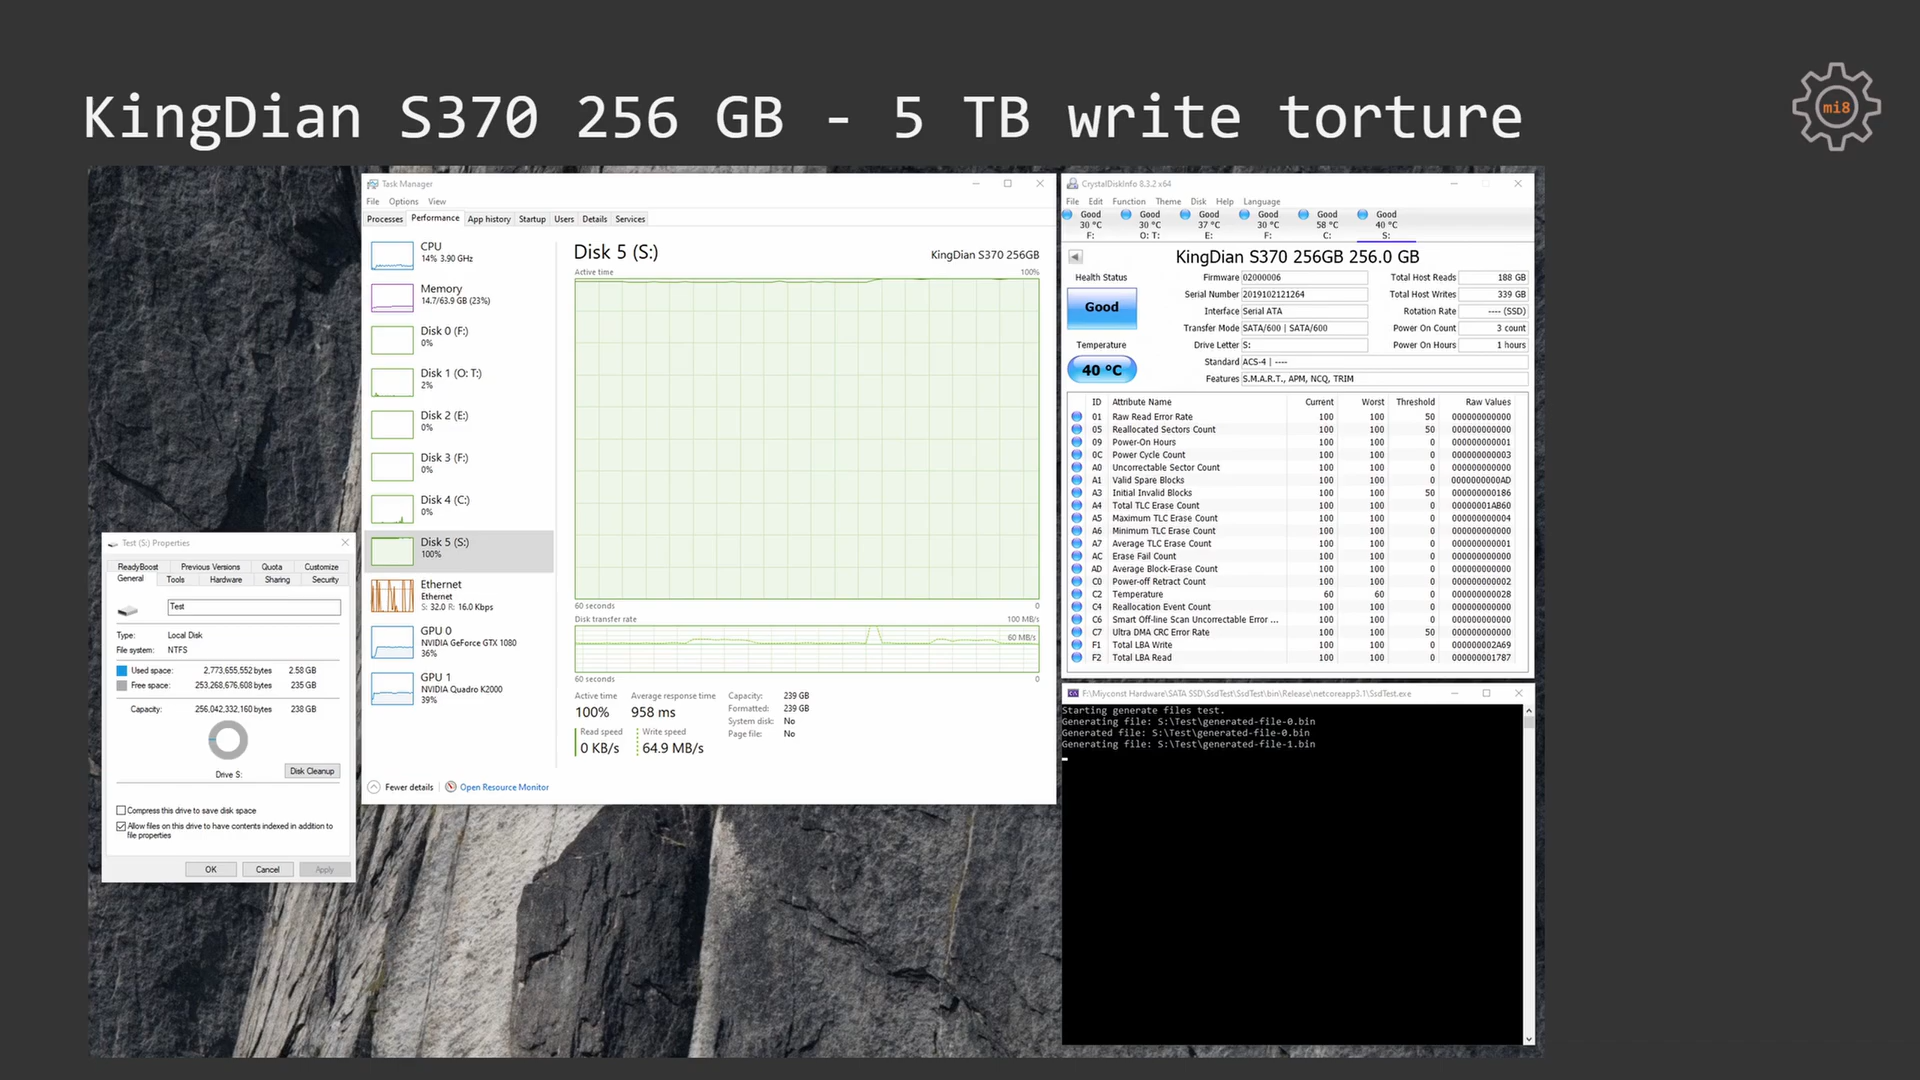 KingDian S370 256 GB - 5 TB write torture
mi8
Test (S:) Properties
ReadyBoost Previous Versions Quota Customize
General Tools Hardware Sharing Security
Test
Type: Local Disk
File system: NTFS
Used space: 2,773,655,552 bytes 2.58 GB
Free space: 253,268,676,608 bytes 235 GB
Capacity: 256,042,332,160 bytes 238 GB
Drive S: Disk Cleanup
Compress this drive to save disk space
Allow files on this drive to have contents indexed in addition to
file properties
OK Cancel Apply
Task Manager
File Options View
Processes Performance App history Startup Users Details Services
CPU
14% 3.90 GHz
Memory
14.7/63.9 GB (23%)
Disk 0 (F:)
0%
Disk 1 (O: T:)
2%
Disk 2 (E:)
0%
Disk 3 (F:)
0%
Disk 4 (C:)
0%
Disk 5 (S:)
100%
Ethernet
Ethernet
S: 32.0 R: 16.0 Kbps
GPU 0
NVIDIA GeForce GTX 1080
36%
GPU 1
NVIDIA Quadro K2000
39%
Disk 5 (S:) KingDian S370 256GB
Active time 100%
60 seconds 0
Disk transfer rate 100 MB/s
60 MB/s
60 seconds 0
Active time Average response time
100% 958 ms
Read speed Write speed
0 KB/s 64.9 MB/s
Capacity: 239 GB
Formatted: 239 GB
System disk: No
Page file: No
Fewer details Open Resource Monitor
CrystalDiskInfo 8.3.2 x64
File Edit Function Theme Disk Help Language
Good Good Good Good Good Good
30 °C 30 °C 37 °C 30 °C 58 °C 40 °C
F: O: T: E: F: C: S:
KingDian S370 256GB 256.0 GB
Health Status
Good
Temperature
40 °C
Firmware 02000006 Total Host Reads 188 GB
Serial Number 2019102121264 Total Host Writes 339 GB
Interface Serial ATA Rotation Rate ---- (SSD)
Transfer Mode SATA/600 | SATA/600 Power On Count 3 count
Drive Letter S: Power On Hours 1 hours
Standard ACS-4 | ----
Features S.M.A.R.T., APM, NCQ, TRIM
ID Attribute Name Current Worst Threshold Raw Values
01 Raw Read Error Rate 100 100 50 000000000000
05 Reallocated Sectors Count 100 100 50 000000000000
09 Power-On Hours 100 100 0 000000000001
0C Power Cycle Count 100 100 0 000000000003
A0 Uncorrectable Sector Count 100 100 0 000000000000
A1 Valid Spare Blocks 100 100 0 0000000000AD
A3 Initial Invalid Blocks 100 100 50 000000000186
A4 Total TLC Erase Count 100 100 0 00000001AB60
A5 Maximum TLC Erase Count 100 100 0 000000000004
A6 Minimum TLC Erase Count 100 100 0 000000000000
A7 Average TLC Erase Count 100 100 0 000000000001
AC Erase Fail Count 100 100 0 000000000000
AD Average Block-Erase Count 100 100 0 000000000000
C0 Power-off Retract Count 100 100 0 000000000002
C2 Temperature 60 60 0 000000000028
C4 Reallocation Event Count 100 100 0 000000000000
C6 Smart Off-line Scan Uncorrectable Error ... 100 100 0 000000000000
C7 Ultra DMA CRC Error Rate 100 100 50 000000000000
F1 Total LBA Write 100 100 0 000000002A69
F2 Total LBA Read 100 100 0 000000001787
F:\Miyconst Hardware\SATA SSD\SsdTest\SsdTest\bin\Release\netcoreapp3.1\SsdTest.exe
Starting generate files test.
Generating file: S:\Test\generated-file-0.bin
Generated file: S:\Test\generated-file-0.bin
Generating file: S:\Test\generated-file-1.bin